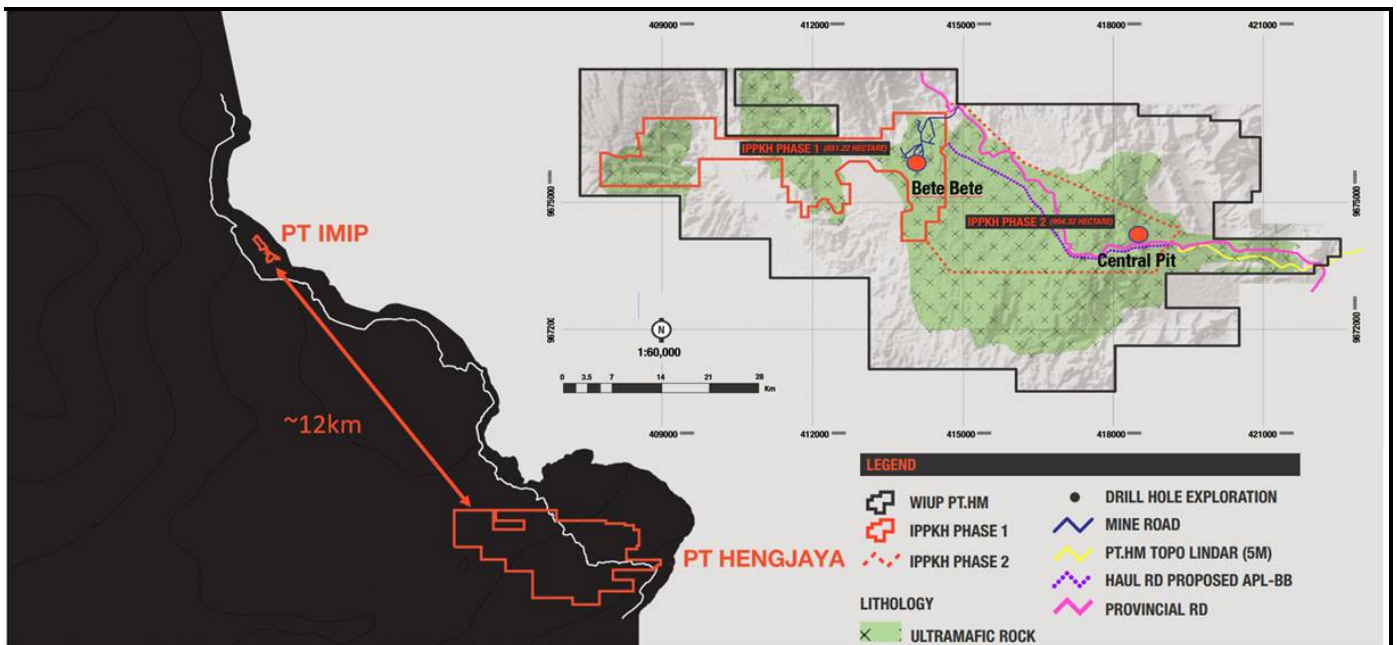 PT IMIP
~12km
PT HENGJAYA
409000 412000 415000 418000 421000
9675000 9675000
9672000
IPPKH PHASE 1 (851.22 HECTARE)
Bete Bete
IPPKH PHASE 2 (994.32 HECTARE)
Central Pit
N
1:60,000
0 3.5 7 14 21 28
Km
409000 412000 415000 418000 421000
LEGEND
WIUP PT.HM
IPPKH PHASE 1
IPPKH PHASE 2
LITHOLOGY
ULTRAMAFIC ROCK
DRILL HOLE EXPLORATION
MINE ROAD
PT.HM TOPO LINDAR (5M)
HAUL RD PROPOSED APL-BB
PROVINCIAL RD